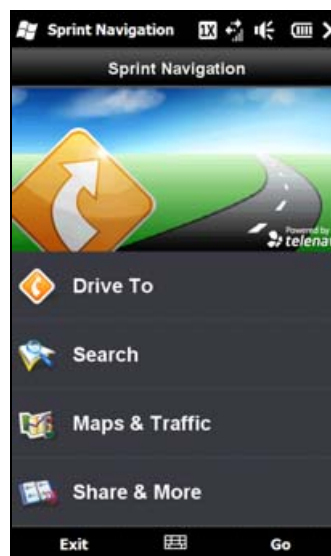 Sprint Navigation 1X
Sprint Navigation
Powered by
telenav
Drive To
Search
Maps & Traffic
Share & More
Exit Go